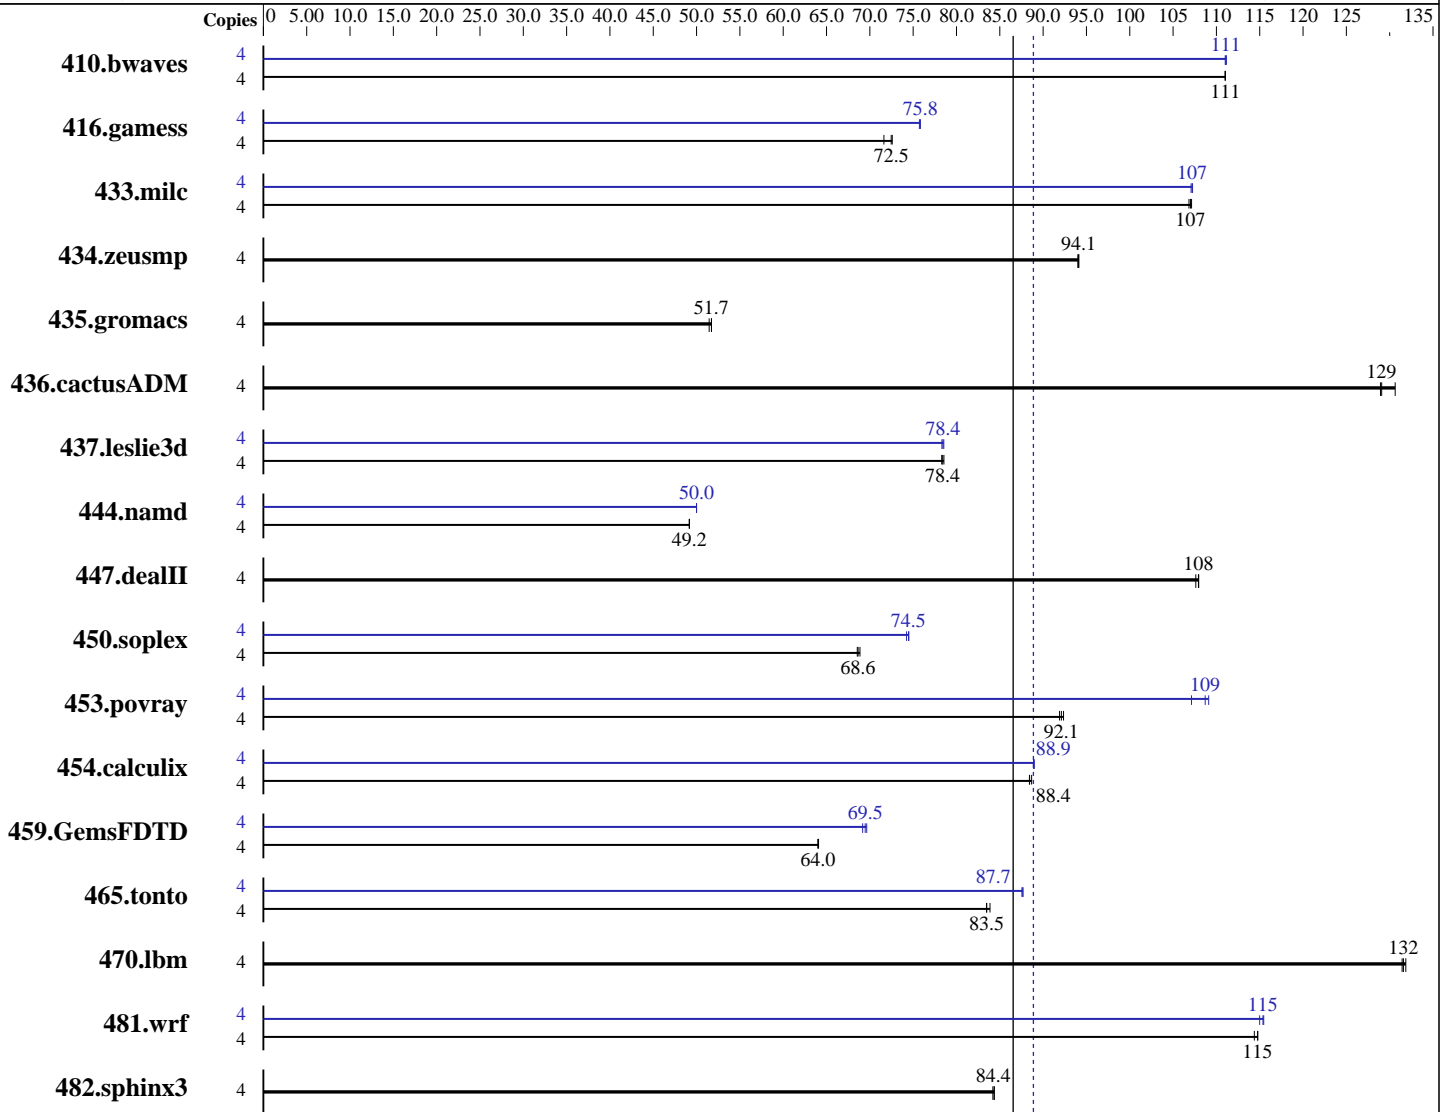 Copies 0 5.00 10.0 15.0 20.0 25.0 30.0 35.0 40.0 45.0 50.0 55.0 60.0 65.0 70.0 75.0 80.0 85.0 90.0 95.0 100 105 110 115 120 125 135
410.bwaves 4 111
4 111
416.gamess 4 75.8
4 72.5
433.milc 4 107
4 107
434.zeusmp 4 94.1
435.gromacs 4 51.7
436.cactusADM 4 129
437.leslie3d 4 78.4
4 78.4
444.namd 4 50.0
4 49.2
447.dealII 4 108
450.soplex 4 74.5
4 68.6
453.povray 4 109
4 92.1
454.calculix 4 88.9
4 88.4
459.GemsFDTD 4 69.5
4 64.0
465.tonto 4 87.7
4 83.5
470.lbm 4 132
481.wrf 4 115
4 115
482.sphinx3 4 84.4